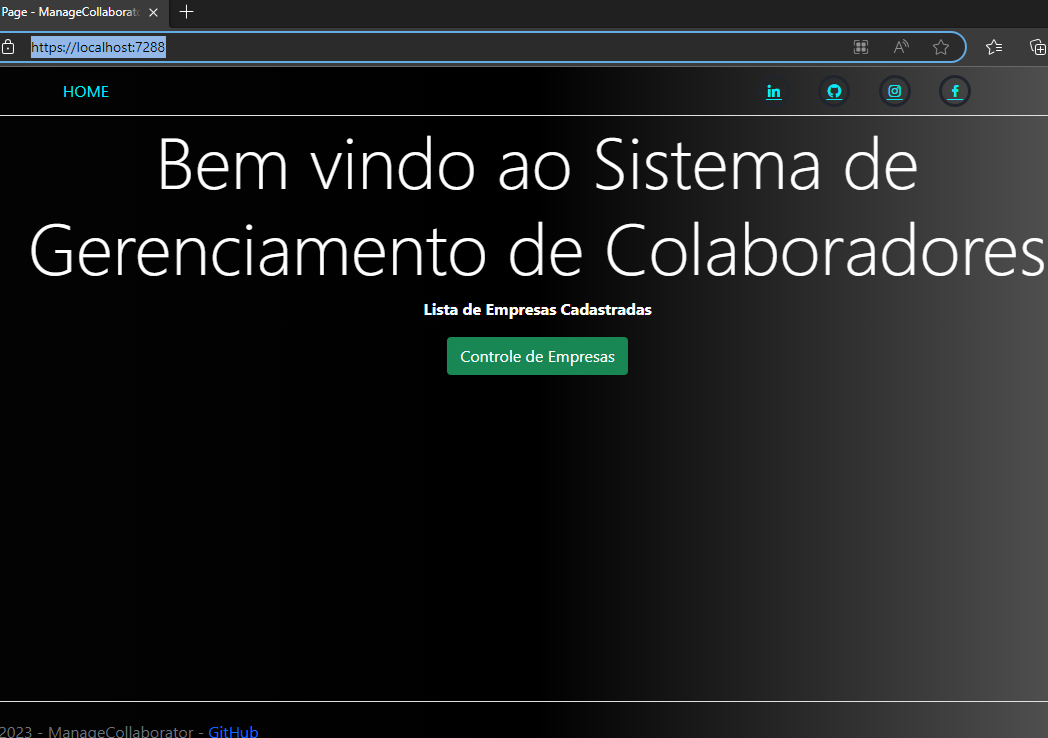 Page - ManageCollaborat
https://localhost:7288
HOME
Bem vindo ao Sistema de
Gerenciamento de Colaboradores
Lista de Empresas Cadastradas
Controle de Empresas
2023 - ManageCollaborator - GitHub